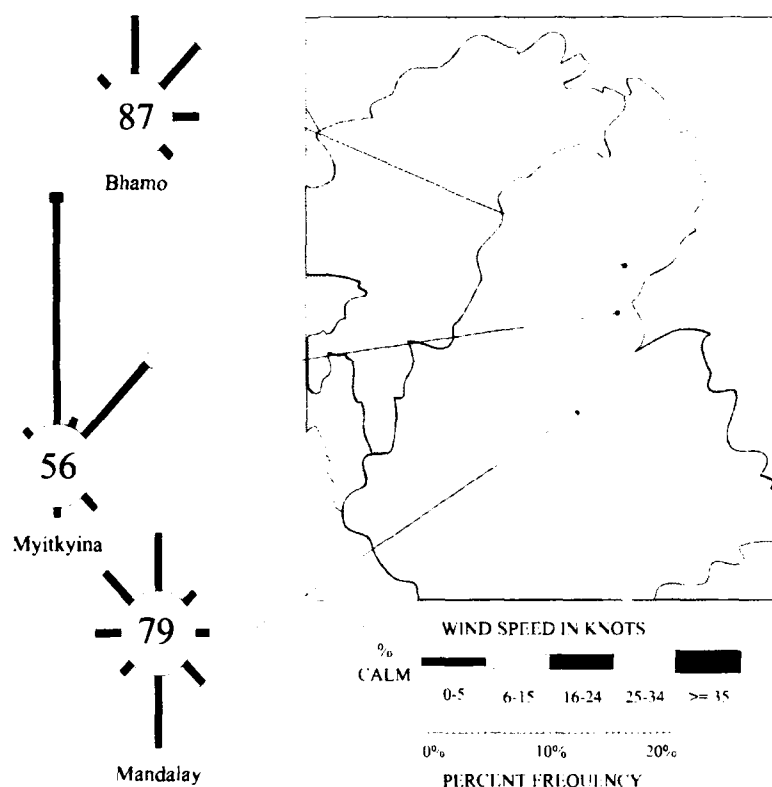 87
Bhamo
56
Myitkyina
79
Mandalay
WIND SPEED IN KNOTS
%
CALM
0-5 6-15 16-24 25-34 >= 35
0% 10% 20%
PERCENT FREQUENCY